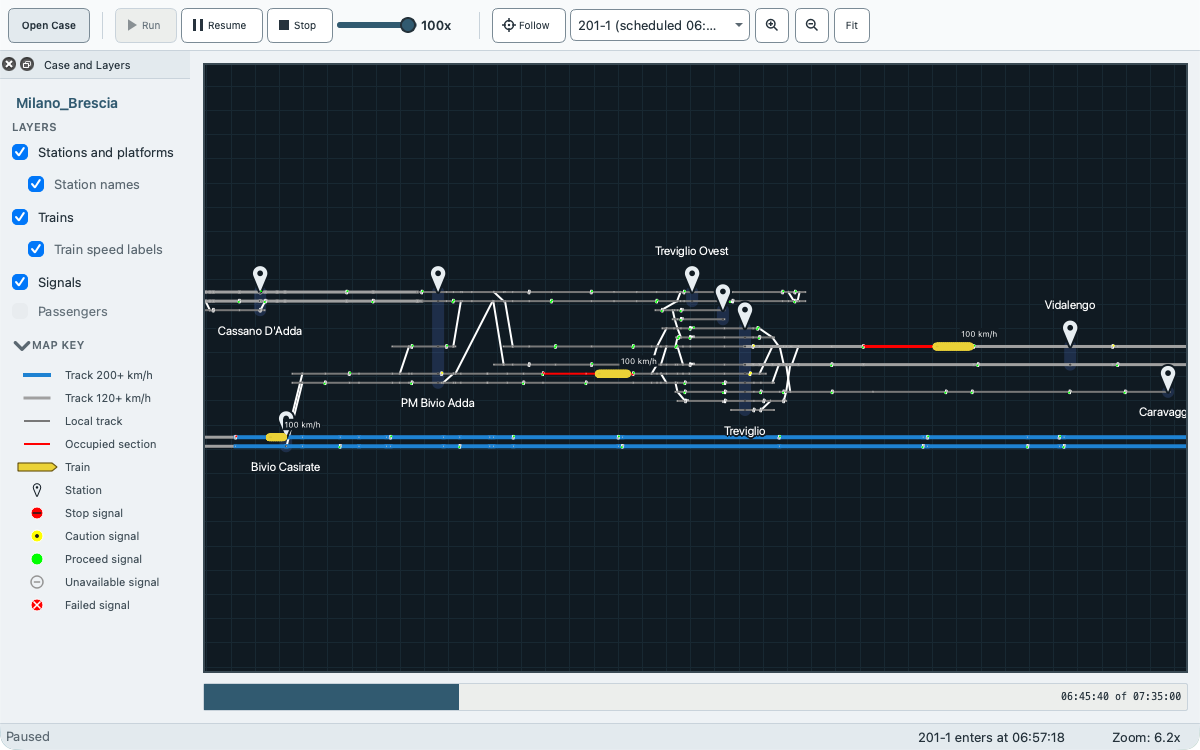 Open Case
Run
Resume
Stop
100x
Follow
201-1 (scheduled 06:...
Fit
Case and Layers
Milano_Brescia
LAYERS
Stations and platforms
Station names
Trains
Train speed labels
Signals
Passengers
MAP KEY
Track 200+ km/h
Track 120+ km/h
Local track
Occupied section
Train
Station
Stop signal
Caution signal
Proceed signal
Unavailable signal
Failed signal
Treviglio Ovest
Vidalengo
Cassano D'Adda
100 km/h
100 km/h
PM Bivio Adda
Caravagg
100 km/h
Treviglio
Bivio Casirate
06:45:40 of 07:35:00
Paused
201-1 enters at 06:57:18
Zoom: 6.2x